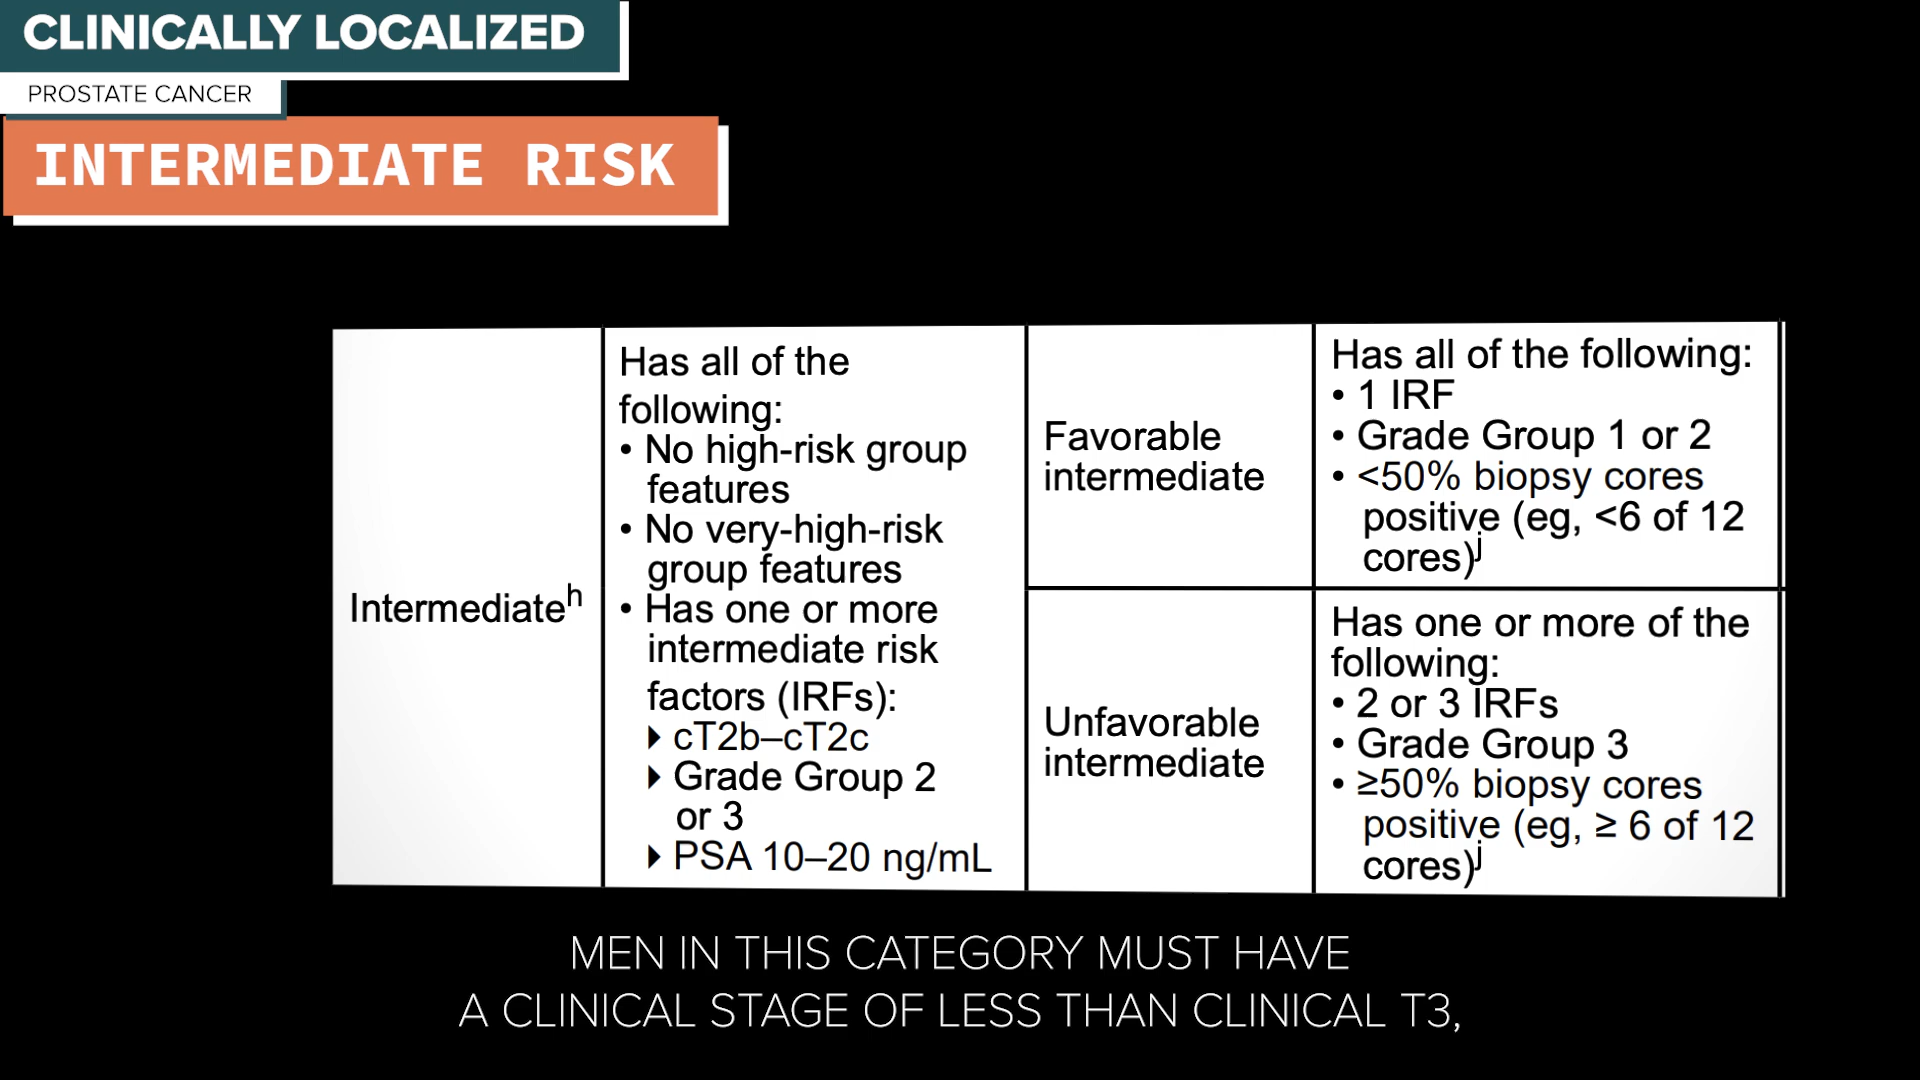 CLINICALLY LOCALIZED
PROSTATE CANCER
INTERMEDIATE RISK
Intermediateʰ
Has all of the
following:
• No high-risk group
features
• No very-high-risk
group features
• Has one or more
intermediate risk
factors (IRFs):
▶ cT2b–cT2c
▶ Grade Group 2
or 3
▶ PSA 10–20 ng/mL
Favorable
intermediate
Has all of the following:
• 1 IRF
• Grade Group 1 or 2
• <50% biopsy cores
positive (eg, <6 of 12
cores)ʲ
Unfavorable
intermediate
Has one or more of the
following:
• 2 or 3 IRFs
• Grade Group 3
• ≥50% biopsy cores
positive (eg, ≥ 6 of 12
cores)ʲ
MEN IN THIS CATEGORY MUST HAVE
A CLINICAL STAGE OF LESS THAN CLINICAL T3,